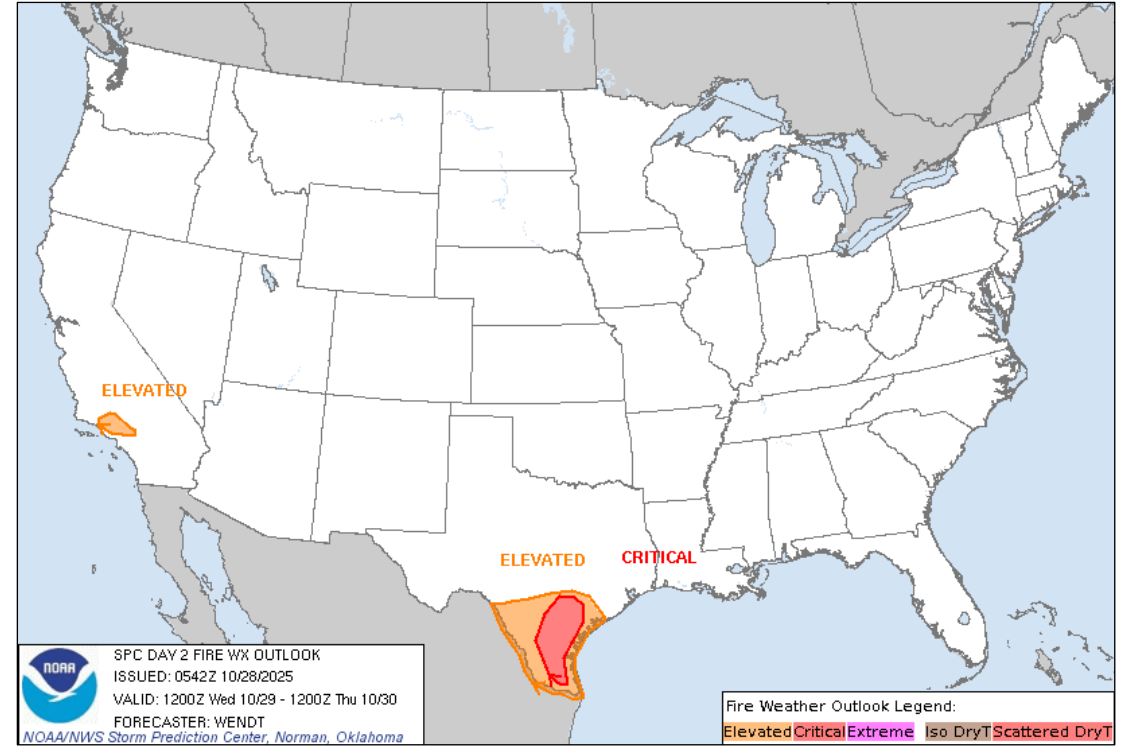 ELEVATED
ELEVATED
CRITICAL
NOAA
SPC DAY 2 FIRE WX OUTLOOK
ISSUED: 0542Z 10/28/2025
VALID: 1200Z Wed 10/29 - 1200Z Thu 10/30
FORECASTER: WENDT
NOAA/NWS Storm Prediction Center, Norman, Oklahoma
Fire Weather Outlook Legend:
Elevated Critical Extreme Iso DryT Scattered DryT